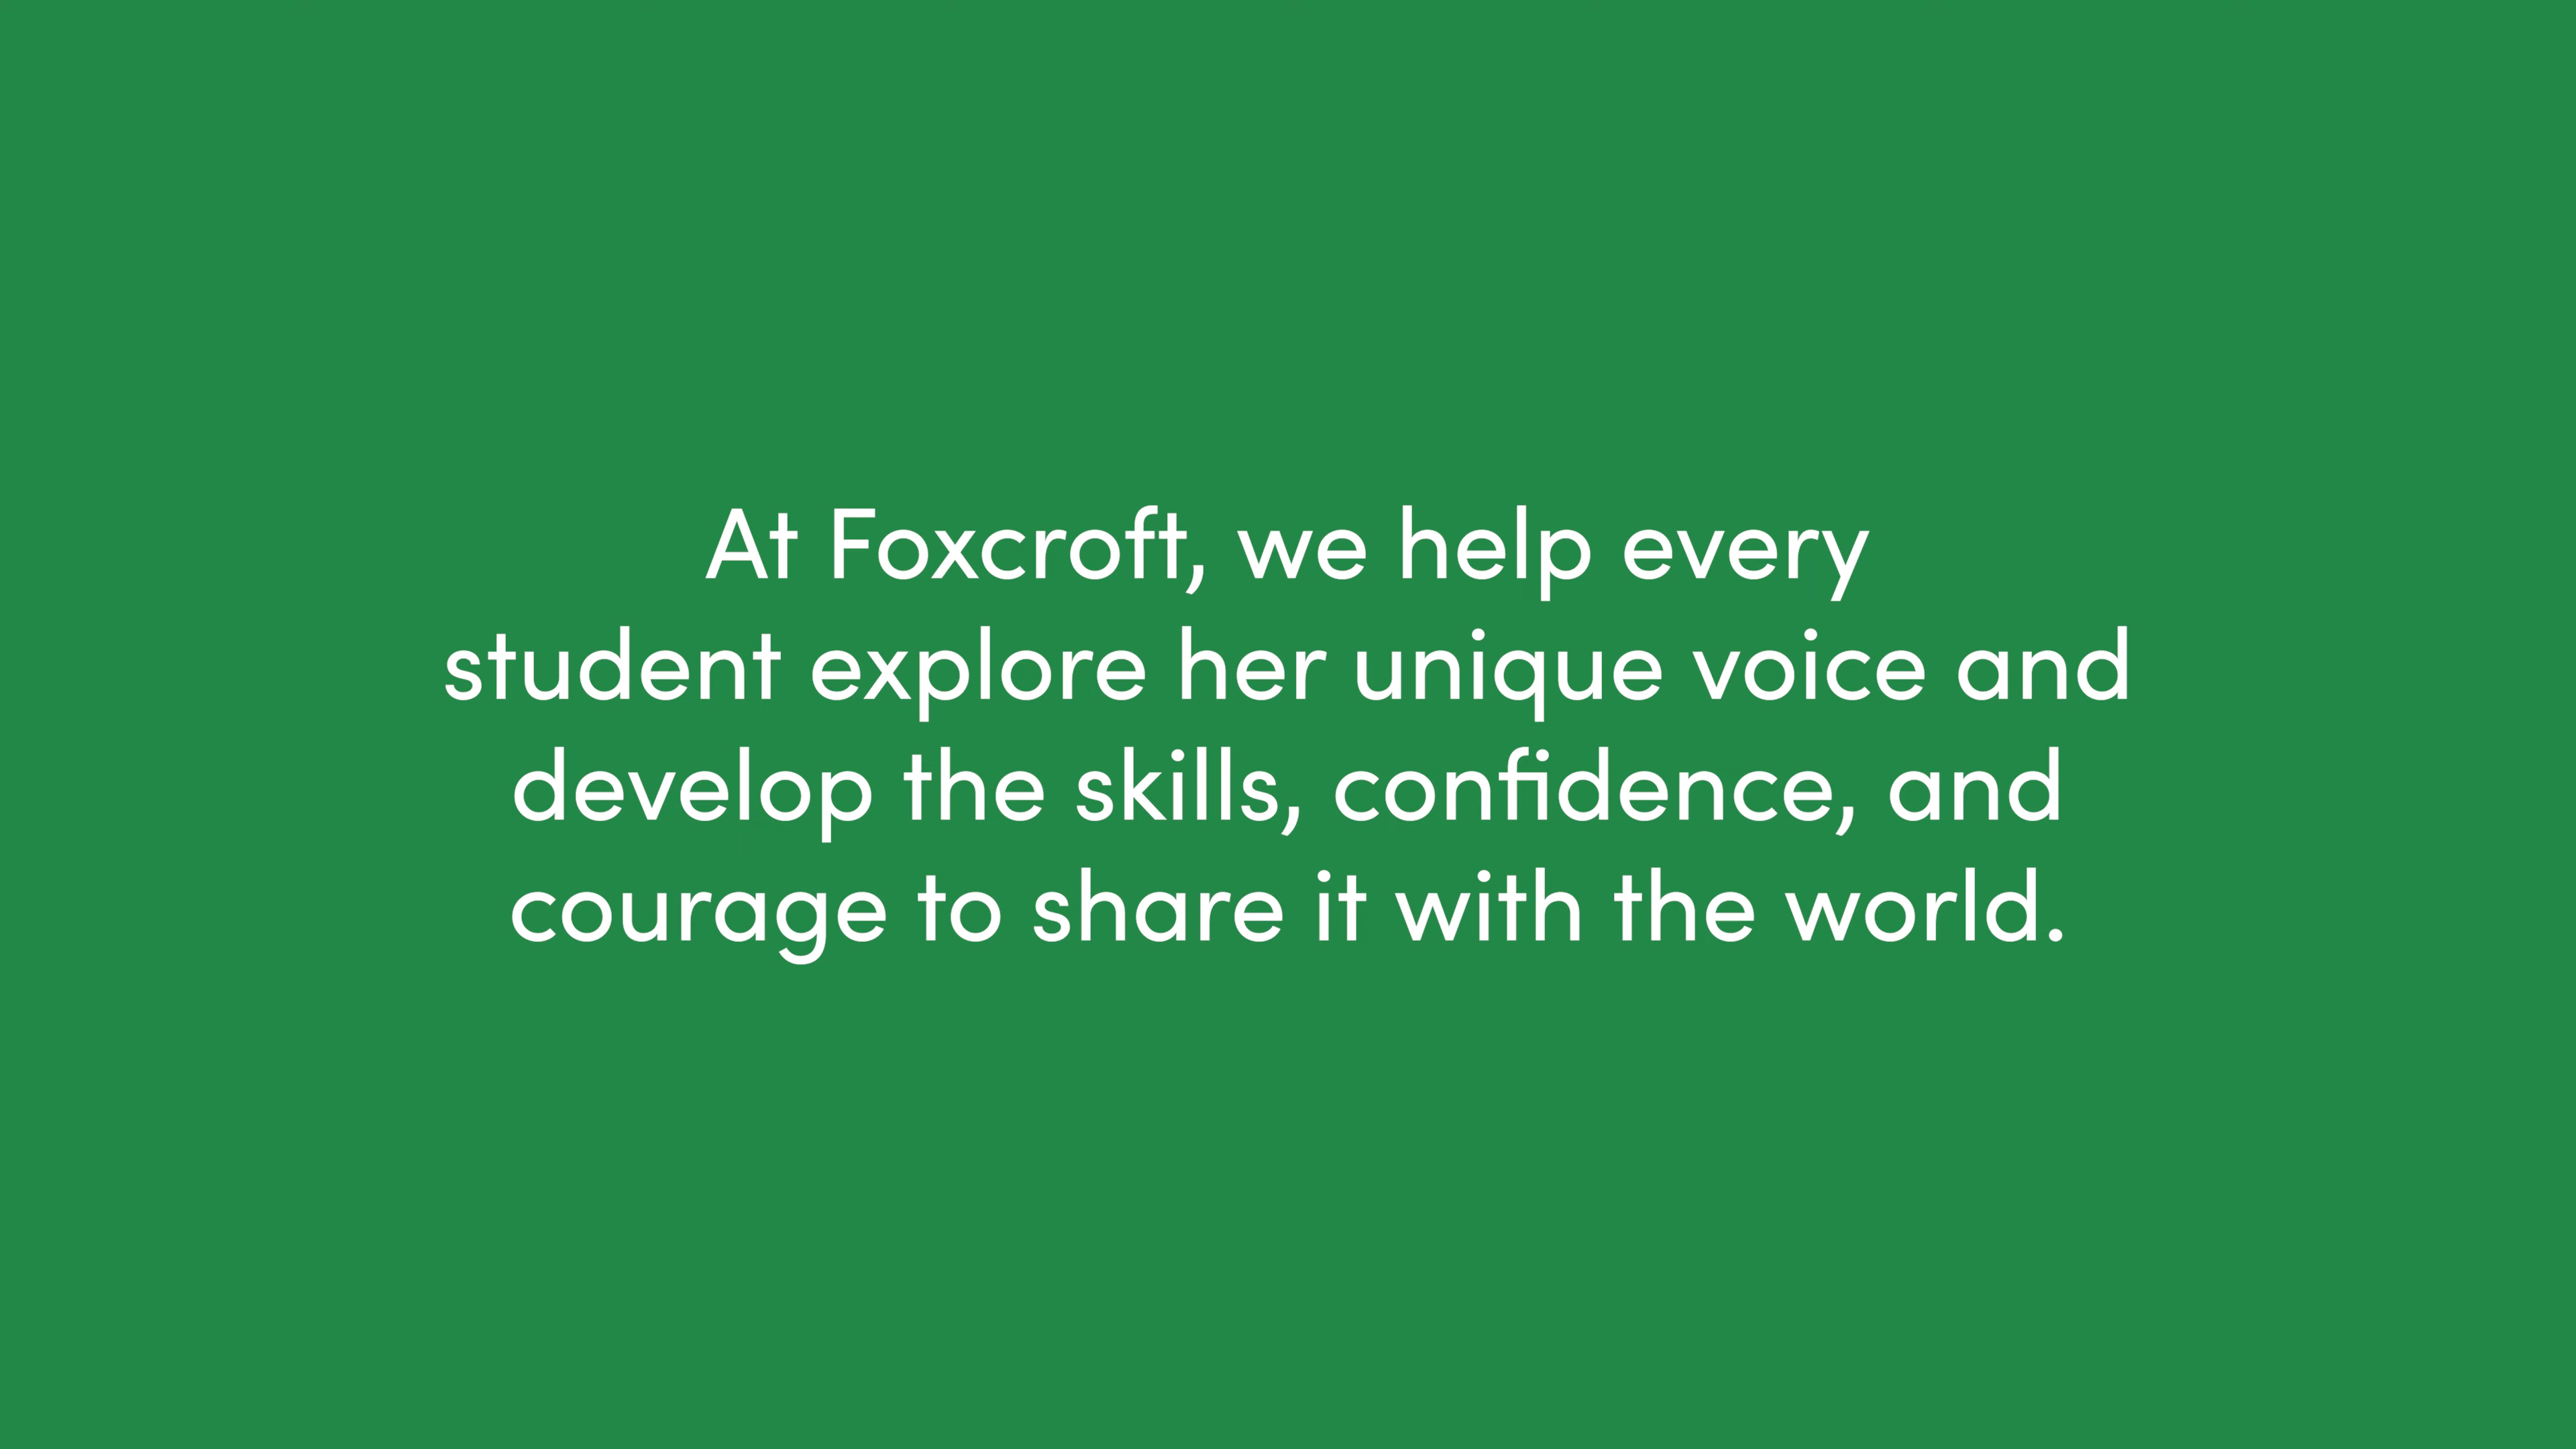 At Foxcroft, we help every
student explore her unique voice and
develop the skills, confidence, and
courage to share it with the world.